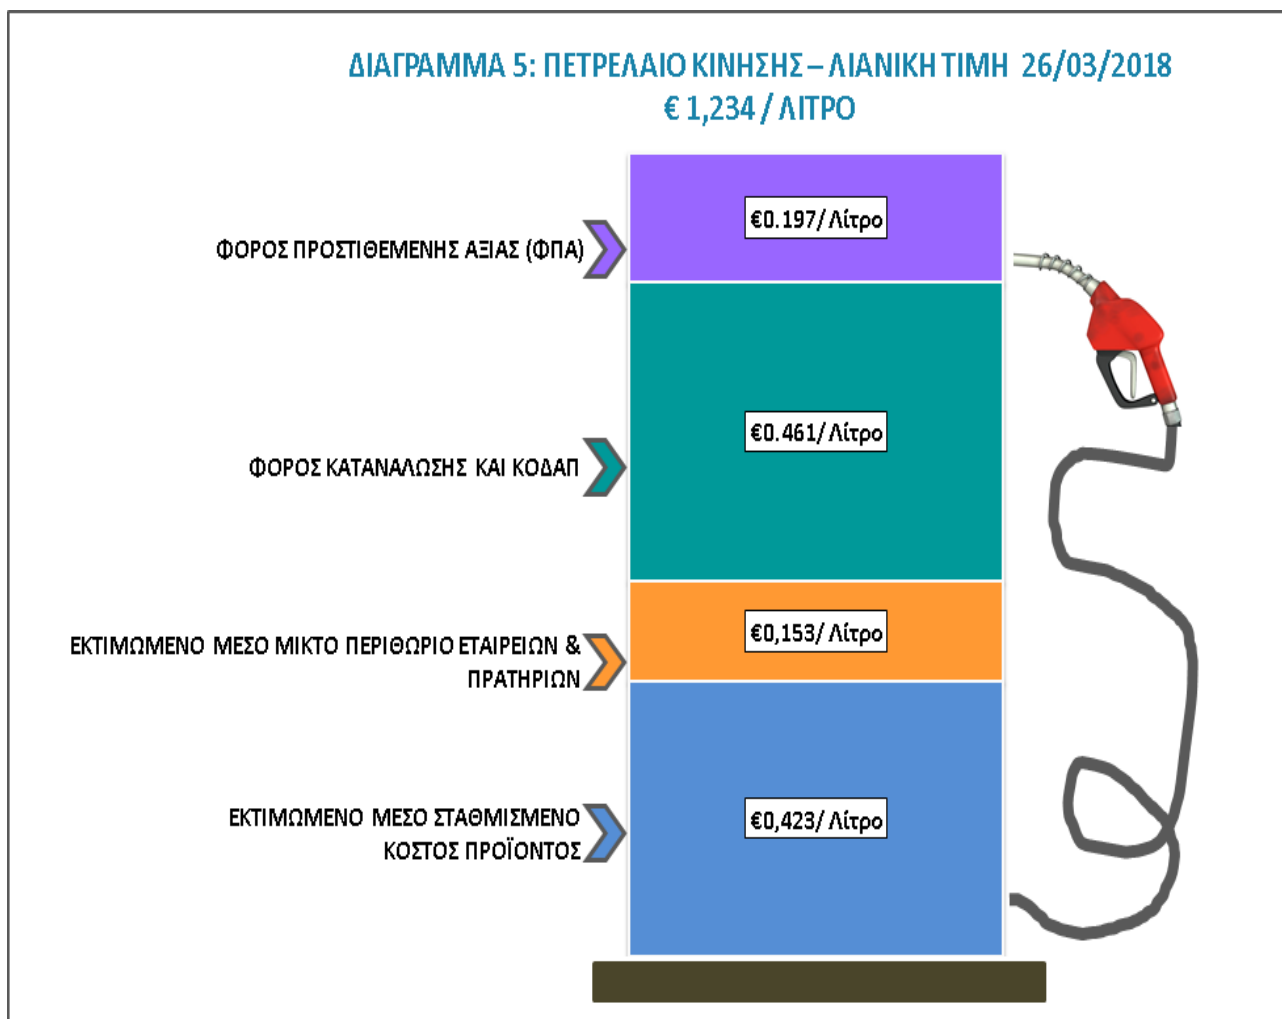 ΔΙΑΓΡΑΜΜΑ 5: ΠΕΤΡΕΛΑΙΟ ΚΙΝΗΣΗΣ – ΛΙΑΝΙΚΗ ΤΙΜΗ 26/03/2018
€ 1,234 / ΛΙΤΡΟ
€0.197/ Λίτρο
ΦΟΡΟΣ ΠΡΟΣΤΙΘΕΜΕΝΗΣ ΑΞΙΑΣ (ΦΠΑ)
€0.461/ Λίτρο
ΦΟΡΟΣ ΚΑΤΑΝΑΛΩΣΗΣ ΚΑΙ ΚΟΔΑΠ
€0,153/ Λίτρο
ΕΚΤΙΜΩΜΕΝΟ ΜΕΣΟ ΜΙΚΤΟ ΠΕΡΙΘΩΡΙΟ ΕΤΑΙΡΕΙΩΝ &
ΠΡΑΤΗΡΙΩΝ
€0,423/ Λίτρο
ΕΚΤΙΜΩΜΕΝΟ ΜΕΣΟ ΣΤΑΘΜΙΣΜΕΝΟ
ΚΟΣΤΟΣ ΠΡΟΪΟΝΤΟΣ